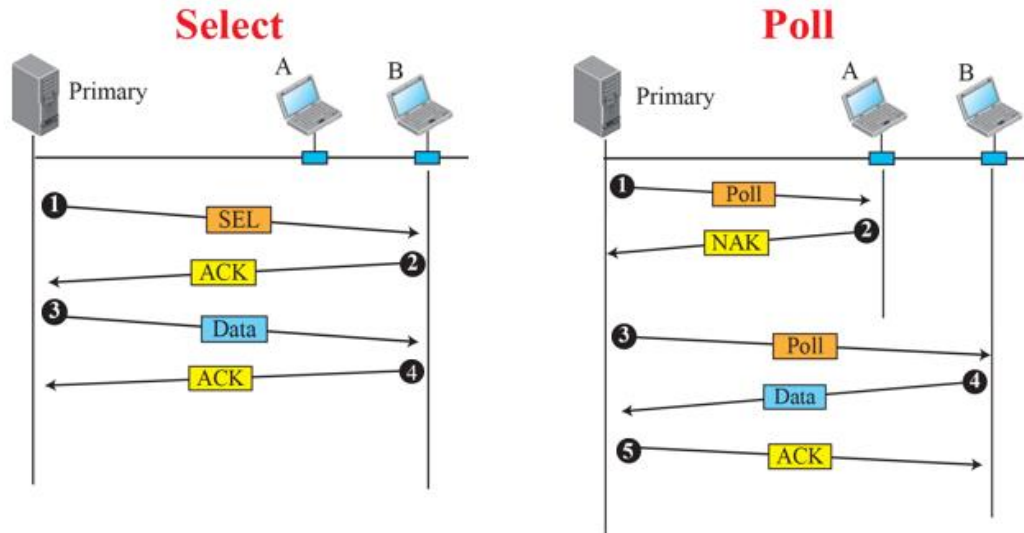 Select
Primary
A
B
1
SEL
ACK
2
3
Data
ACK
4
Poll
Primary
A
B
1
Poll
2
NAK
3
Poll
4
Data
5
ACK